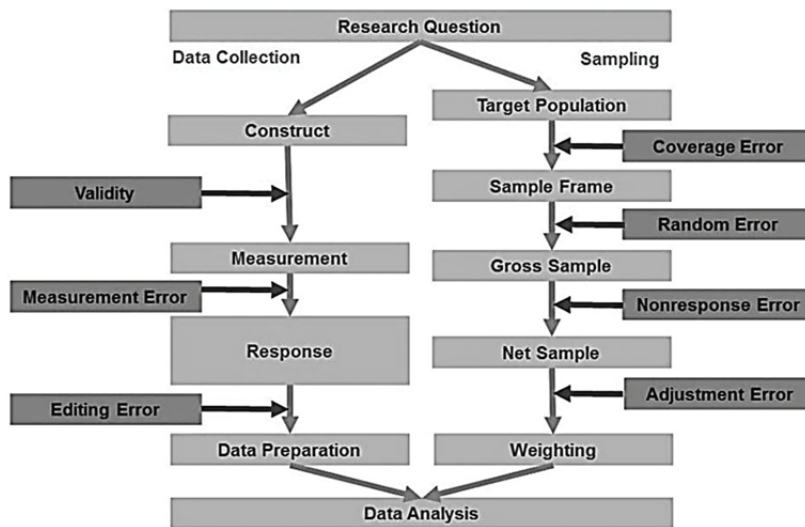 Research Question
Data Collection
Sampling
Target Population
Construct
Coverage Error
Validity
Sample Frame
Random Error
Measurement
Gross Sample
Measurement Error
Nonresponse Error
Response
Net Sample
Editing Error
Adjustment Error
Data Preparation
Weighting
Data Analysis